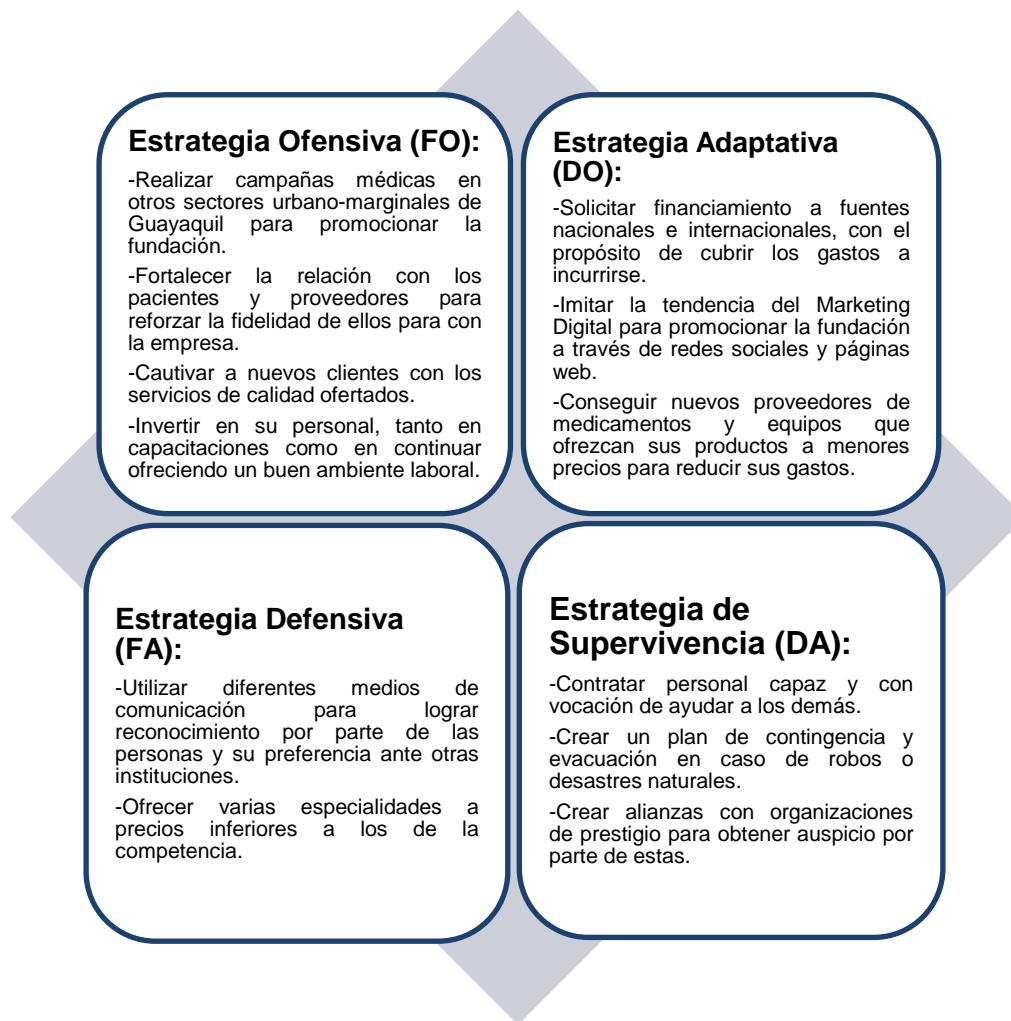 Estrategia Ofensiva (FO):
-Realizar campañas médicas en
otros sectores urbano-marginales de
Guayaquil para promocionar la
fundación.
-Fortalecer la relación con los
pacientes y proveedores para
reforzar la fidelidad de ellos para con
la empresa.
-Cautivar a nuevos clientes con los
servicios de calidad ofertados.
-Invertir en su personal, tanto en
capacitaciones como en continuar
ofreciendo un buen ambiente laboral.
Estrategia Adaptativa
(DO):
-Solicitar financiamiento a fuentes
nacionales e internacionales, con el
propósito de cubrir los gastos a
incurrirse.
-Imitar la tendencia del Marketing
Digital para promocionar la fundación
a través de redes sociales y páginas
web.
-Conseguir nuevos proveedores de
medicamentos y equipos que
ofrezcan sus productos a menores
precios para reducir sus gastos.
Estrategia Defensiva
(FA):
-Utilizar diferentes medios de
comunicación para lograr
reconocimiento por parte de las
personas y su preferencia ante otras
instituciones.
-Ofrecer varias especialidades a
precios inferiores a los de la
competencia.
Estrategia de
Supervivencia (DA):
-Contratar personal capaz y con
vocación de ayudar a los demás.
-Crear un plan de contingencia y
evacuación en caso de robos o
desastres naturales.
-Crear alianzas con organizaciones
de prestigio para obtener auspicio por
parte de estas.